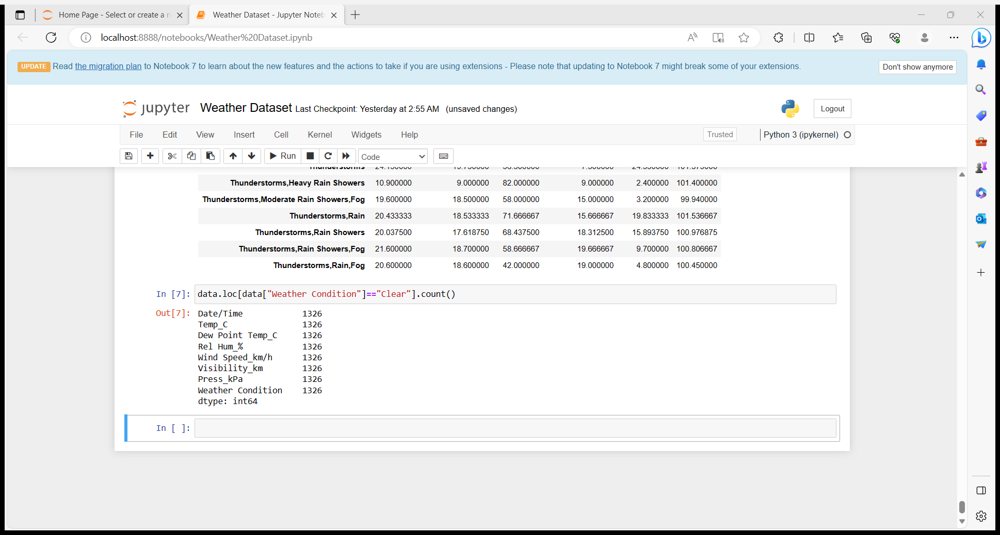 Home Page - Select or create a n
Weather Dataset - Jupyter Noteb
localhost:8888/notebooks/Weather%20Dataset.ipynb
UPDATE Read the migration plan to Notebook 7 to learn about the new features and the actions to take if you are using extensions - Please note that updating to Notebook 7 might break some of your extensions.
Don't show anymore
jupyter Weather Dataset Last Checkpoint: Yesterday at 2:55 AM (unsaved changes)
Logout
File Edit View Insert Cell Kernel Widgets Help
Trusted
Python 3 (ipykernel)
Run
Code
Thunderstorms,Heavy Rain Showers 10.900000 9.000000 82.000000 9.000000 2.400000 101.400000
Thunderstorms,Moderate Rain Showers,Fog 19.600000 18.500000 58.000000 15.000000 3.200000 99.940000
Thunderstorms,Rain 20.433333 18.533333 71.666667 15.666667 19.833333 101.536667
Thunderstorms,Rain Showers 20.037500 17.618750 68.437500 18.312500 15.893750 100.976875
Thunderstorms,Rain Showers,Fog 21.600000 18.700000 58.666667 19.666667 9.700000 100.806667
Thunderstorms,Rain,Fog 20.600000 18.600000 42.000000 19.000000 4.800000 100.450000
In [7]: data.loc[data["Weather Condition"]=="Clear"].count()
Out[7]: Date/Time 1326
Temp_C 1326
Dew Point Temp_C 1326
Rel Hum_% 1326
Wind Speed_km/h 1326
Visibility_km 1326
Press_kPa 1326
Weather Condition 1326
dtype: int64
In [ ]: